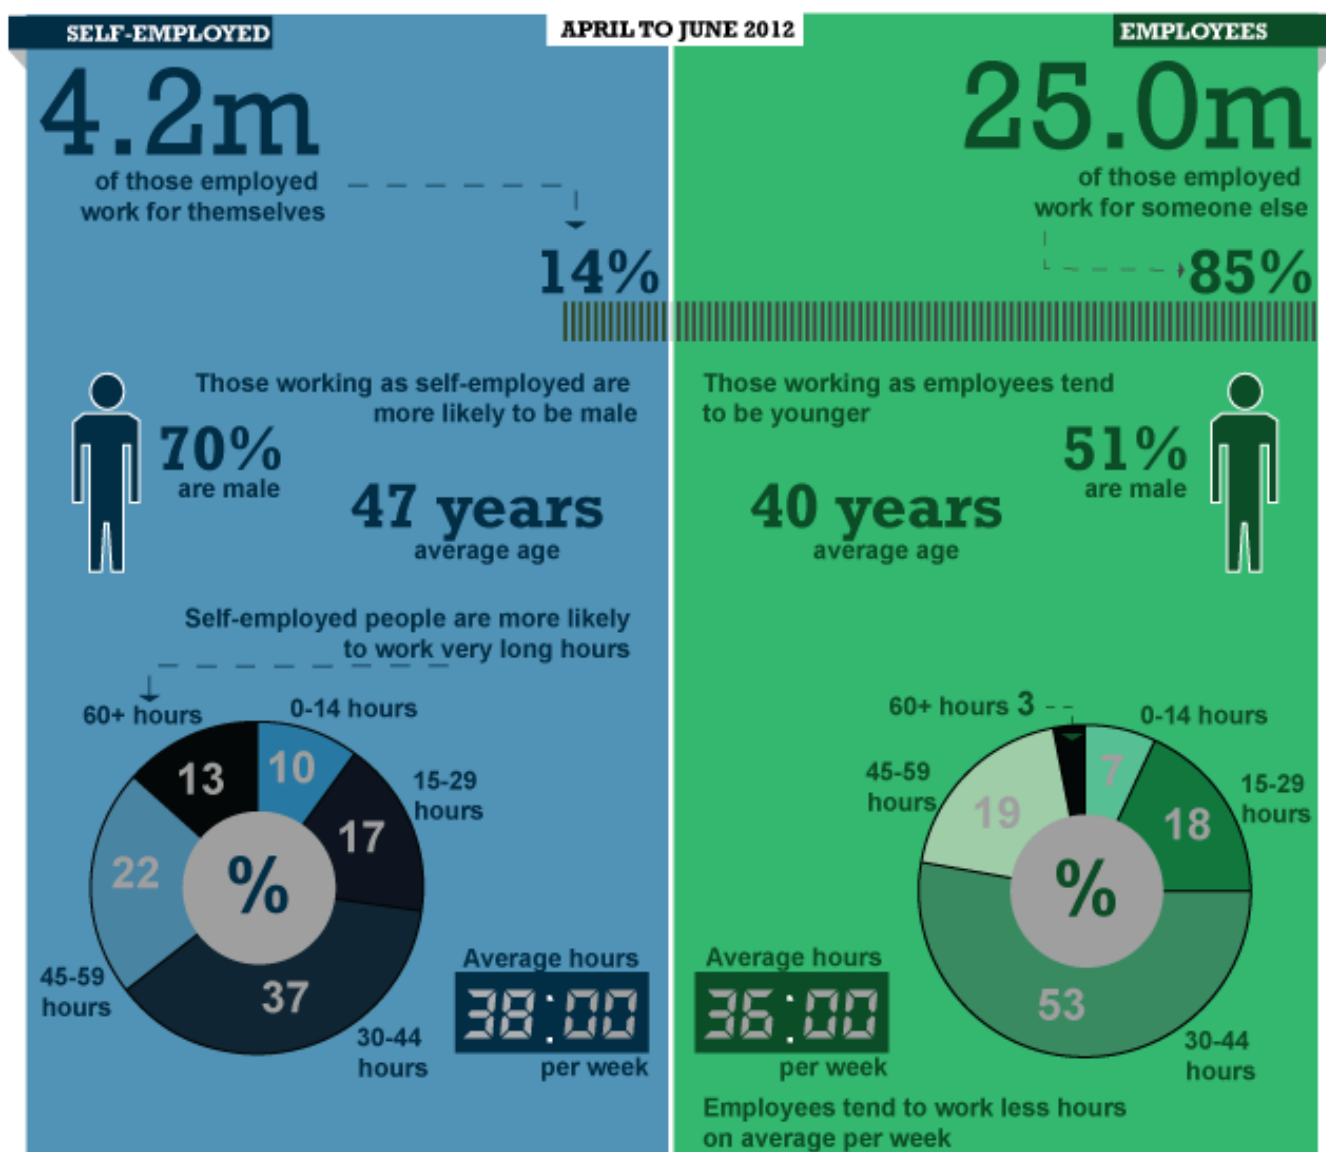 SELF-EMPLOYED
APRIL TO JUNE 2012
EMPLOYEES
4.2m
of those employed
work for themselves
14%
25.0m
of those employed
work for someone else
85%
Those working as self-employed are
more likely to be male
70%
are male
47 years
average age
Those working as employees tend
to be younger
51%
are male
40 years
average age
Self-employed people are more likely
to work very long hours
60+ hours
0-14 hours
13
10
15-29
hours
17
22
%
45-59
hours
37
30-44
hours
Average hours
38:00
per week
60+ hours 3
0-14 hours
7
45-59
hours
15-29
hours
19
18
%
53
30-44
hours
Average hours
36:00
per week
Employees tend to work less hours
on average per week